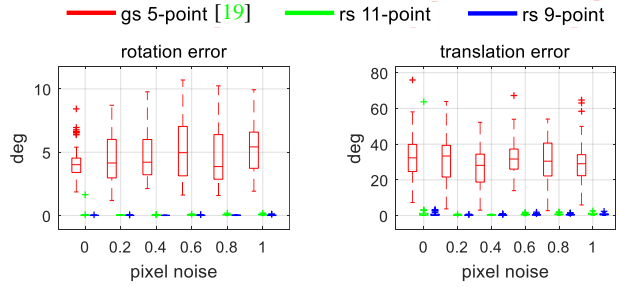 gs 5-point [19] rs 11-point rs 9-point
rotation error
deg
10
5
0
0 0.2 0.4 0.6 0.8 1
pixel noise
translation error
deg
80
60
40
20
0
0 0.2 0.4 0.6 0.8 1
pixel noise